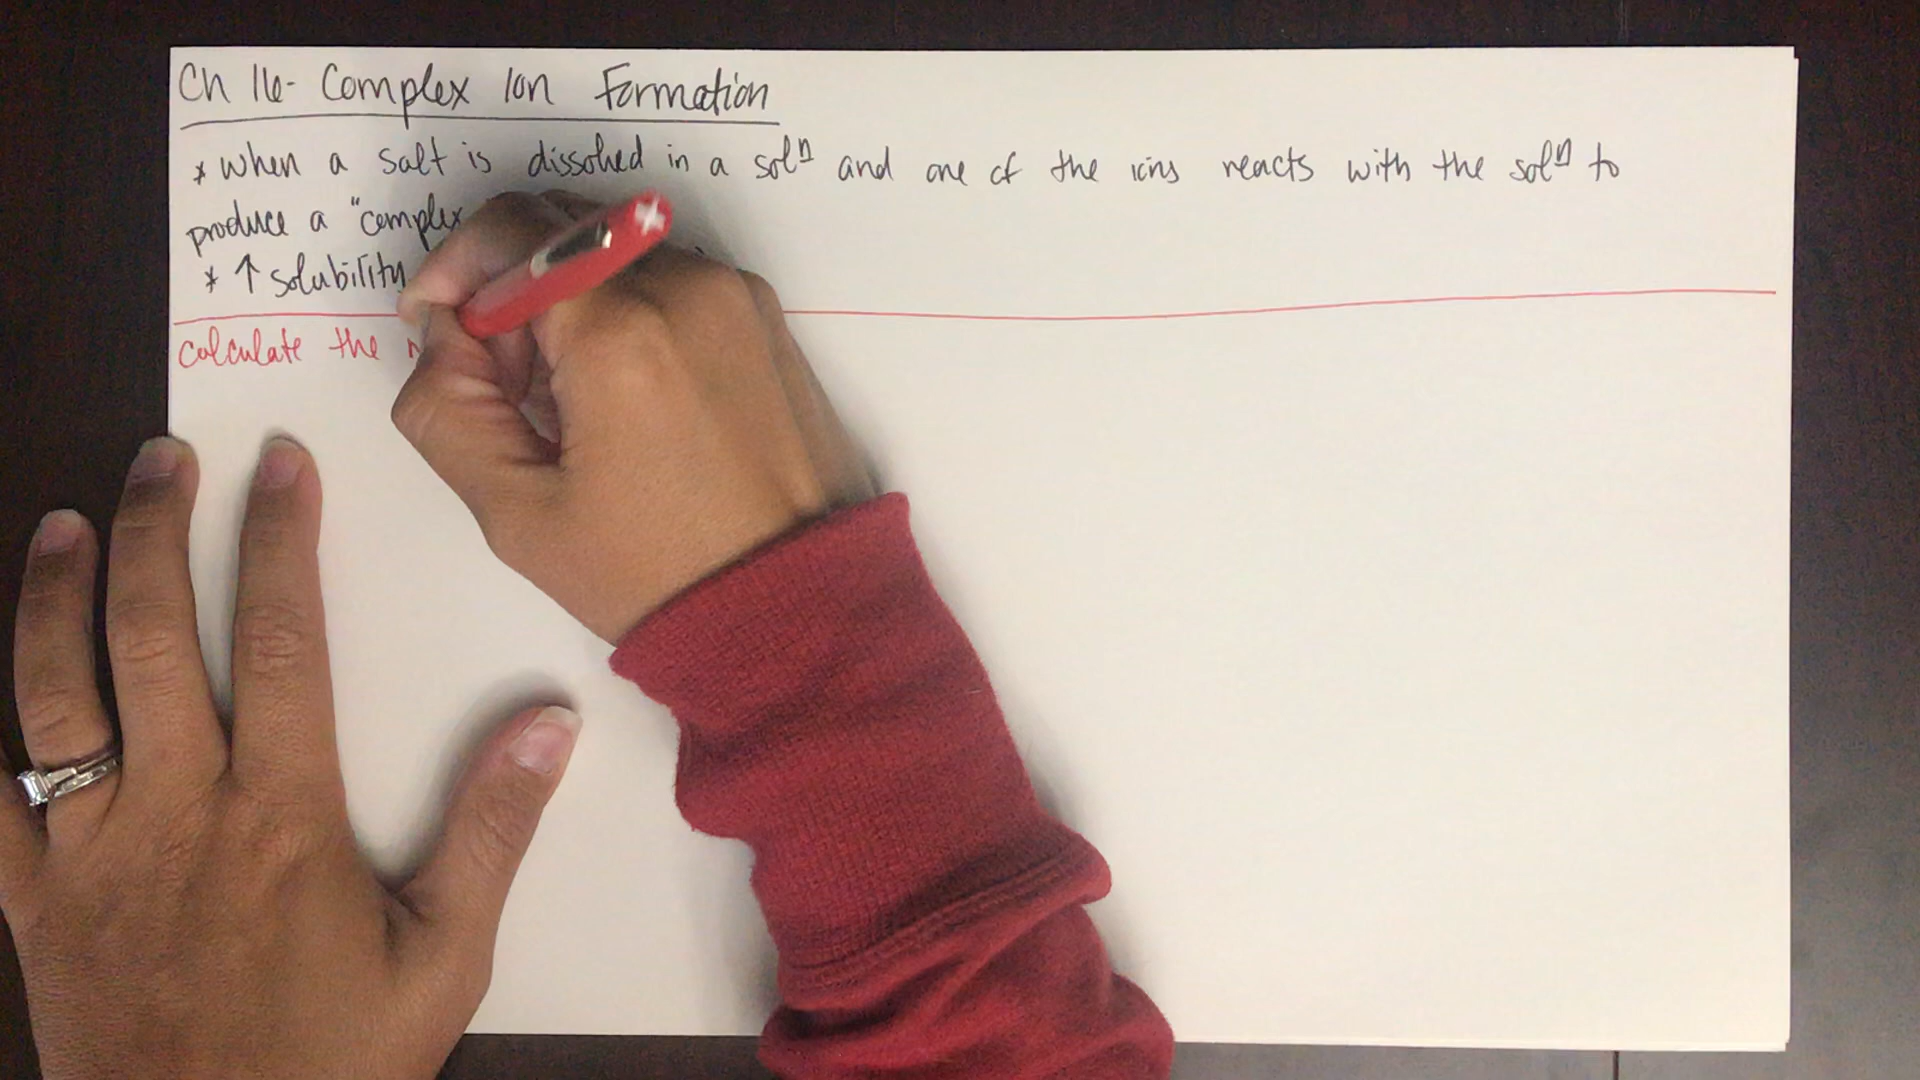 Ch 16- Complex Ion Formation
* When a salt is dissolved in a solⁿ and one of the ions reacts with the solⁿ to
produce a "complex
* ↑ solubility
Calculate the